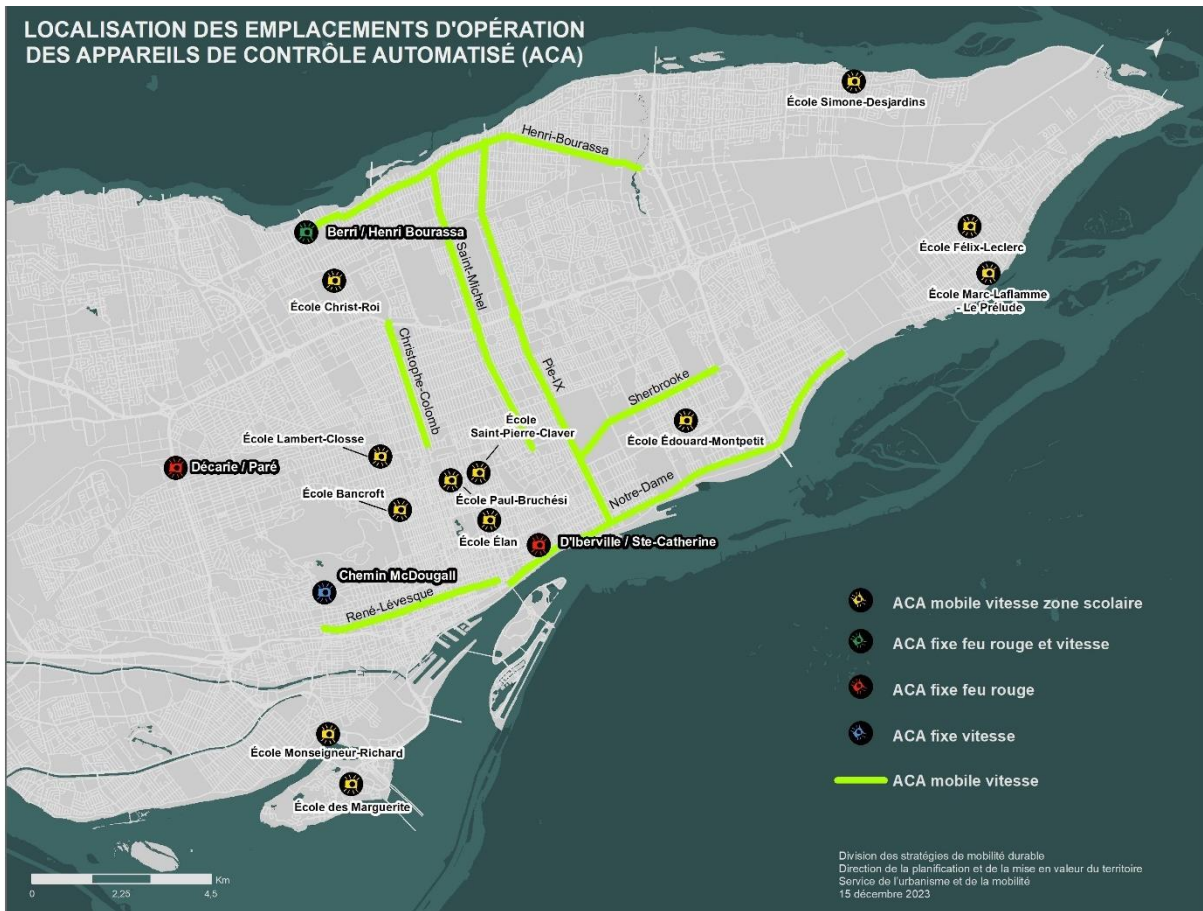 LOCALISATION DES EMPLACEMENTS D'OPÉRATION
DES APPAREILS DE CONTRÔLE AUTOMATISÉ (ACA)
École Simone-Desjardins
Henri-Bourassa
Berri / Henri Bourassa
École Félix-Leclerc
Saint-Michel
École Christ-Roi
École Marc-Laflamme
- Le Prélude
Christophe-Colomb
Pie-IX
Sherbrooke
École
Saint-Pierre-Claver
École Lambert-Closse
École Édouard-Montpetit
Décarie / Paré
École Bancroft
École Paul-Bruchési
Notre-Dame
École Élan
D'Iberville / Ste-Catherine
Chemin McDougall
René-Lévesque
ACA mobile vitesse zone scolaire
ACA fixe feu rouge et vitesse
ACA fixe feu rouge
ACA fixe vitesse
ACA mobile vitesse
École Monseigneur-Richard
École des Marguerite
Km
0 2,25 4,5
Division des stratégies de mobilité durable
Direction de la planification et de la mise en valeur du territoire
Service de l'urbanisme et de la mobilité
15 décembre 2023